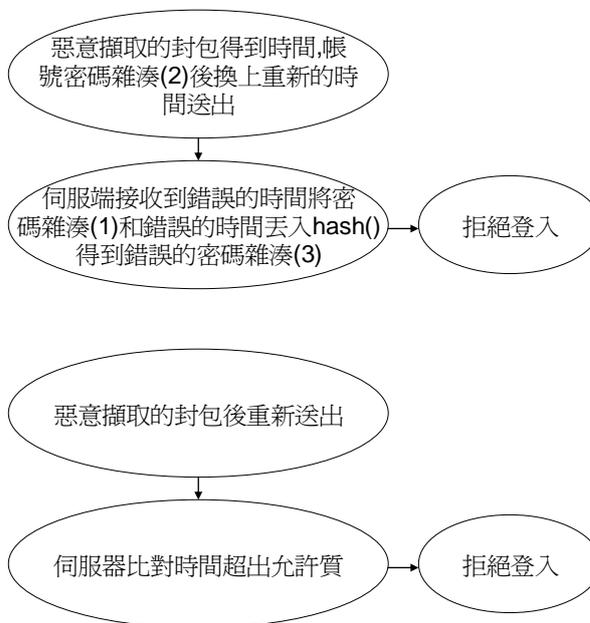 惡意擷取的封包得到時間,帳
號密碼雜湊(2)後換上重新的時
間送出
伺服端接收到錯誤的時間將密
碼雜湊(1)和錯誤的時間丟入hash()
得到錯誤的密碼雜湊(3)
拒絕登入
惡意擷取的封包後重新送出
伺服器比對時間超出允許質
拒絕登入